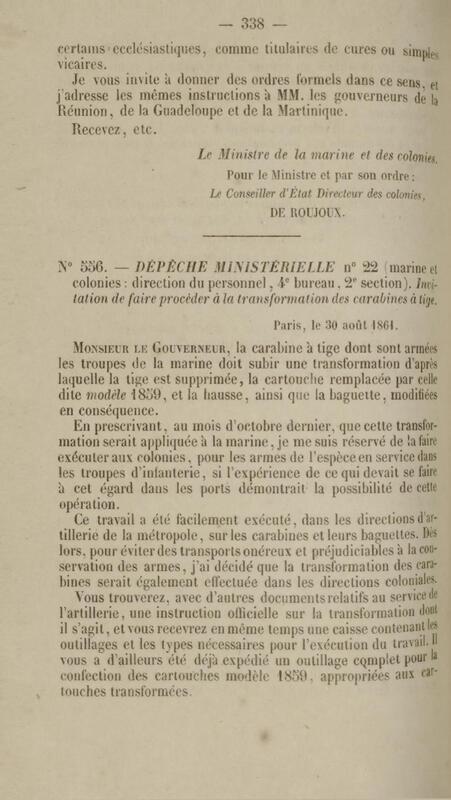 — 338 —
certains ecclésiastiques, comme titulaires de cures ou simples
vicaires.
Je vous invite à donner des ordres formels dans ce sens, et
j'adresse les mêmes instructions à MM. les gouverneurs de la
Réunion, de la Guadeloupe et de la Martinique.
Recevez, etc.
Le Ministre de la marine et des colonies,
Pour le Ministre et par son ordre :
Le Conseiller d'État Directeur des colonies,
DE ROUJOUX.
N° 556. — DÉPÊCHE MINISTÉRIELLE n° 22 (marine et
colonies : direction du personnel, 4e bureau, 2e section). Invi-
tation de faire procéder à la transformation des carabines à tige.
Paris, le 30 août 1861.
MONSIEUR LE GOUVERNEUR, la carabine à tige dont sont armées
les troupes de la marine doit subir une transformation d'après
laquelle la tige est supprimée, la cartouche remplacée par celle
dite modèle 1859, et la hausse, ainsi que la baguette, modifiées
en conséquence.
En prescrivant, au mois d'octobre dernier, que cette transfor-
mation serait appliquée à la marine, je me suis réservé de la faire
exécuter aux colonies, pour les armes de l'espèce en service dans
les troupes d'infanterie, si l'expérience de ce qui devait se faire
à cet égard dans les ports démontrait la possibilité de cette
opération.
Ce travail a été facilement exécuté, dans les directions d'ar-
tillerie de la métropole, sur les carabines et leurs baguettes. Dès
lors, pour éviter des transports onéreux et préjudiciables à la con-
servation des armes, j'ai décidé que la transformation des cara-
bines serait également effectuée dans les directions coloniales.
Vous trouverez, avec d'autres documents relatifs au service de
l'artillerie, une instruction officielle sur la transformation dont
il s'agit, et vous recevrez en même temps une caisse contenant les
outillages et les types nécessaires pour l'exécution du travail. Il
vous a d'ailleurs été déjà expédié un outillage complet pour la
confection des cartouches modèle 1859, appropriées aux car-
touches transformées.